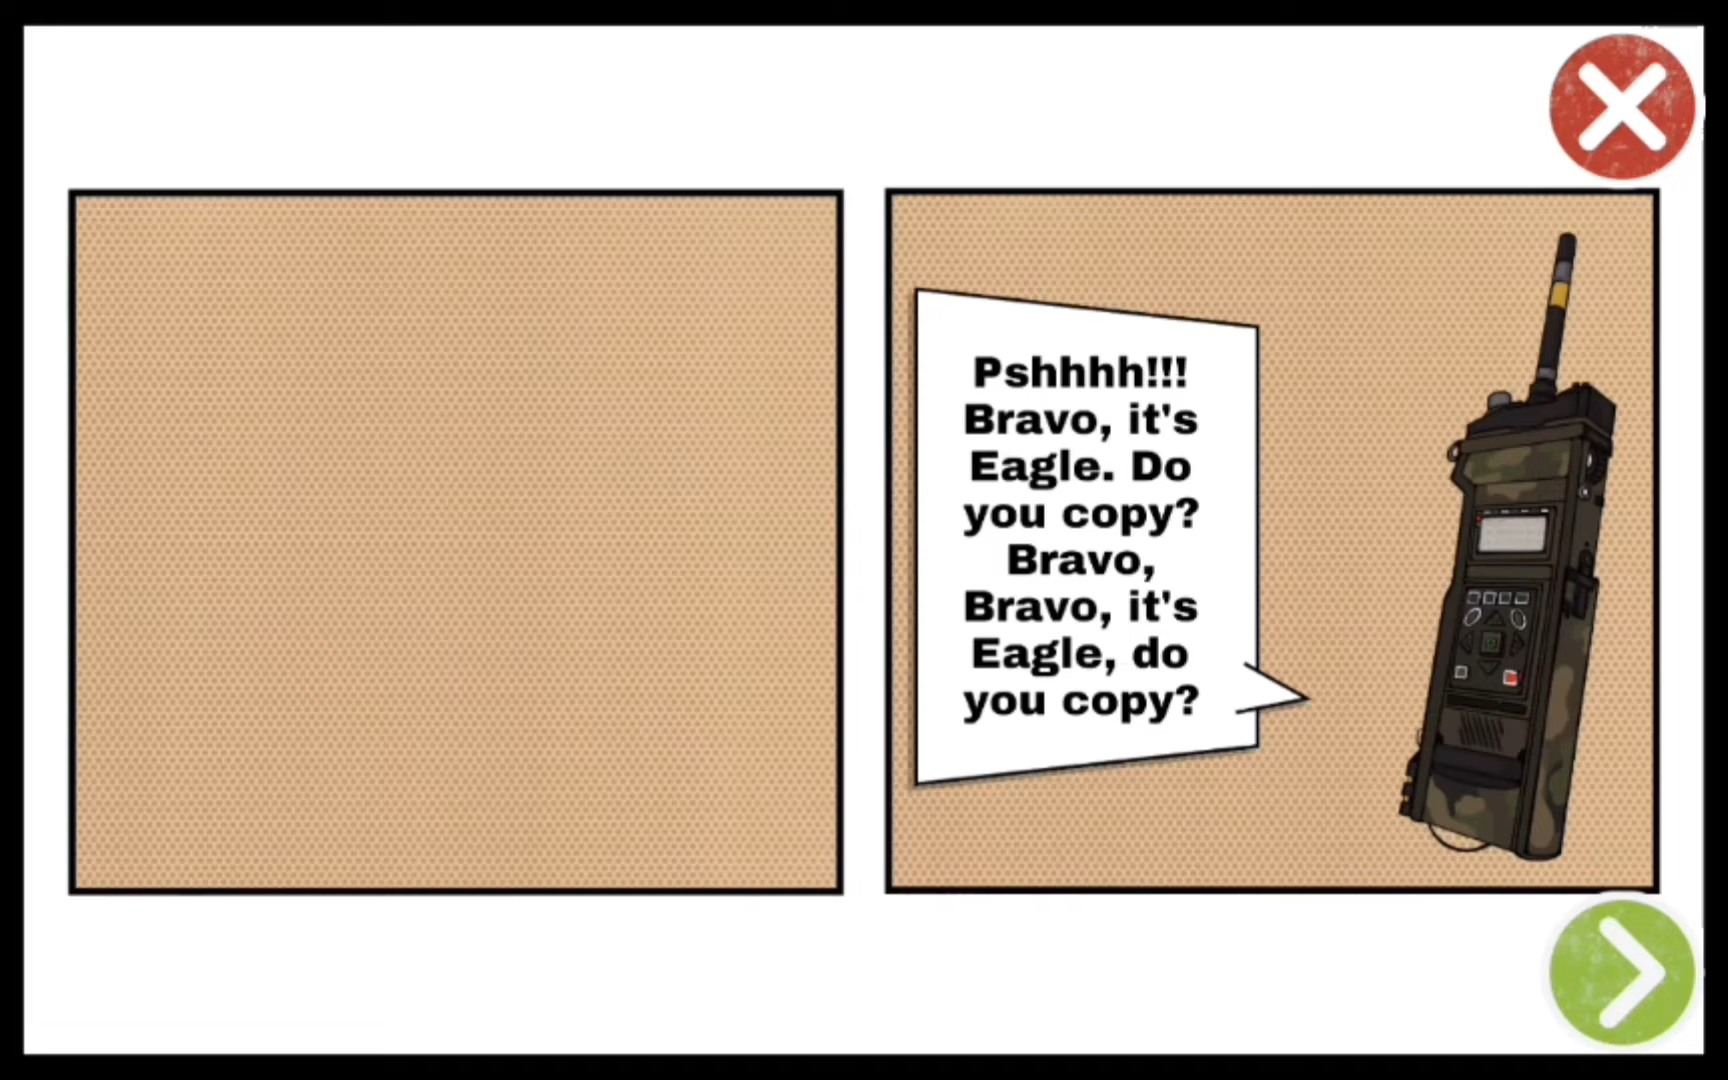 Pshhhh!!!
Bravo, it's
Eagle. Do
you copy?
Bravo,
Bravo, it's
Eagle, do
you copy?